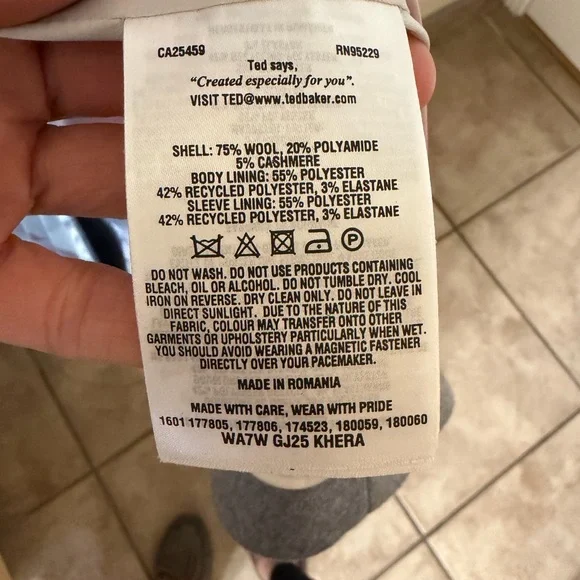 CA25459 RN95229
Ted says,
“Created especially for you”.
VISIT TED@www.tedbaker.com
SHELL: 75% WOOL, 20% POLYAMIDE
5% CASHMERE
BODY LINING: 55% POLYESTER
42% RECYCLED POLYESTER, 3% ELASTANE
SLEEVE LINING: 55% POLYESTER
42% RECYCLED POLYESTER, 3% ELASTANE
P
DO NOT WASH. DO NOT USE PRODUCTS CONTAINING
BLEACH, OIL OR ALCOHOL. DO NOT TUMBLE DRY. COOL
IRON ON REVERSE. DRY CLEAN ONLY. DO NOT LEAVE IN
DIRECT SUNLIGHT. DUE TO THE NATURE OF THIS
FABRIC, COLOUR MAY TRANSFER ONTO OTHER
GARMENTS OR UPHOLSTERY PARTICULARLY WHEN WET.
YOU SHOULD AVOID WEARING A MAGNETIC FASTENER
DIRECTLY OVER YOUR PACEMAKER.
MADE IN ROMANIA
MADE WITH CARE, WEAR WITH PRIDE
1601 177805, 177806, 174523, 180059, 180060
WA7W GJ25 KHERA